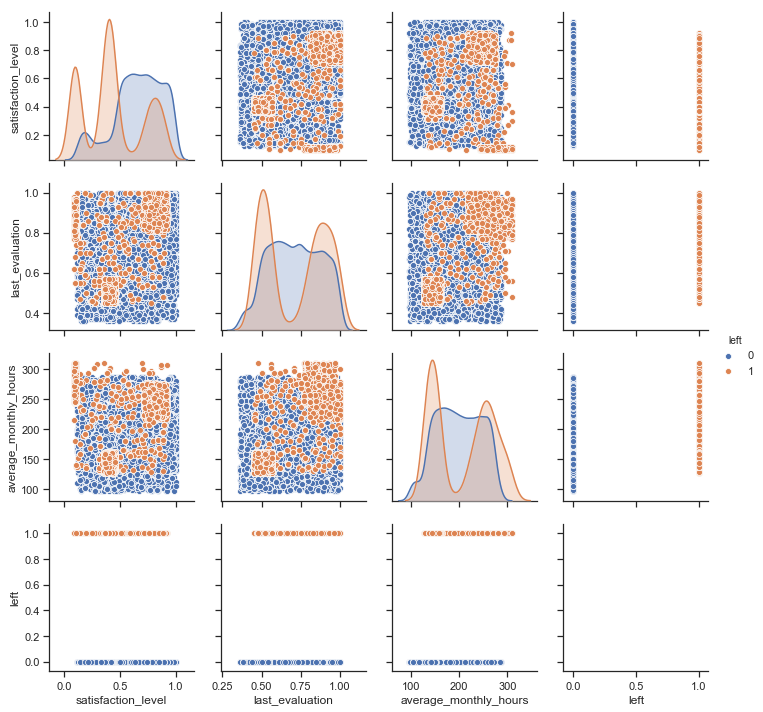 satisfaction_level
1.0
0.8
0.6
0.4
0.2
last_evaluation
1.0
0.8
0.6
0.4
average_monthly_hours
300
250
200
150
100
left
0
1
left
1.0
0.8
0.6
0.4
0.2
0.0
0.0 0.5 1.0
satisfaction_level
0.25 0.50 0.75 1.00
last_evaluation
100 200 300
average_monthly_hours
0.0 0.5 1.0
left